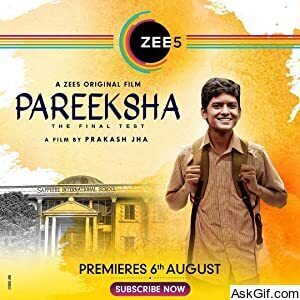 ZEE5
A ZEE5 ORIGINAL FILM
PAREEKSHA
THE FINAL TEST
A FILM BY PRAKASH JHA
SAPPHIRE INTERNATIONAL SCHOOL
PREMIERES 6th AUGUST
SUBSCRIBE NOW
AskGif.com